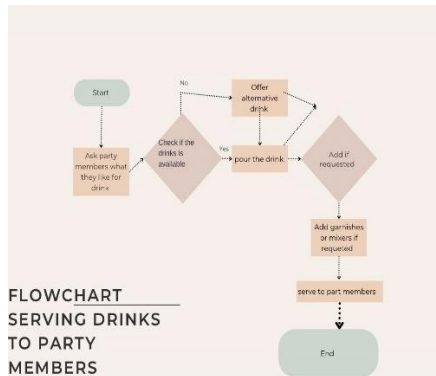 Start
Ask party
members what
they like for
drink
Check if the
drinks is
available
No
Yes
Offer
alternative
drink
pour the drink
Add if
requested
Add garnishes
or mixers if
requeted
serve to part members
End
FLOWCHART
SERVING DRINKS
TO PARTY
MEMBERS